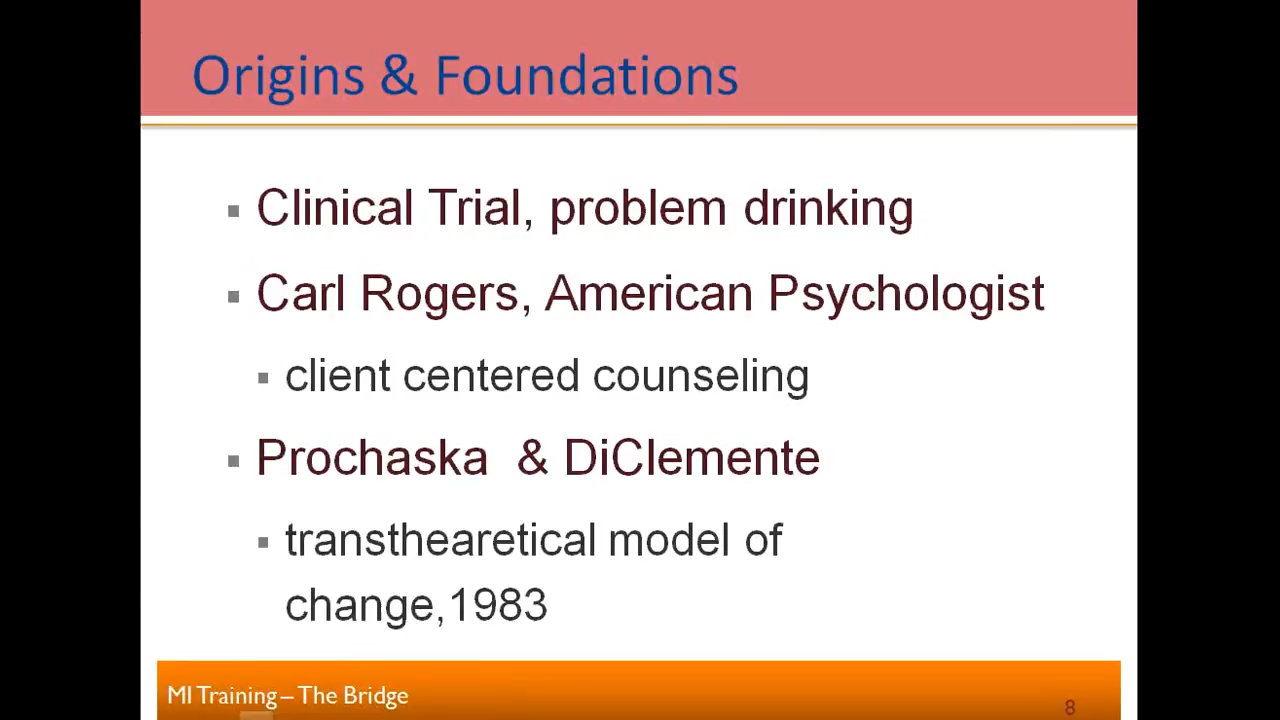 Origins & Foundations
▪ Clinical Trial, problem drinking
▪ Carl Rogers, American Psychologist
▪ client centered counseling
▪ Prochaska & DiClemente
▪ transthearetical model of
change,1983
MI Training – The Bridge
8